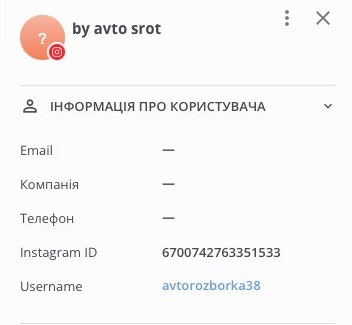 ?
by avto srot
ІНФОРМАЦІЯ ПРО КОРИСТУВАЧА
Email —
Компанія —
Телефон —
Instagram ID 6700742763351533
Username avtorozborka38